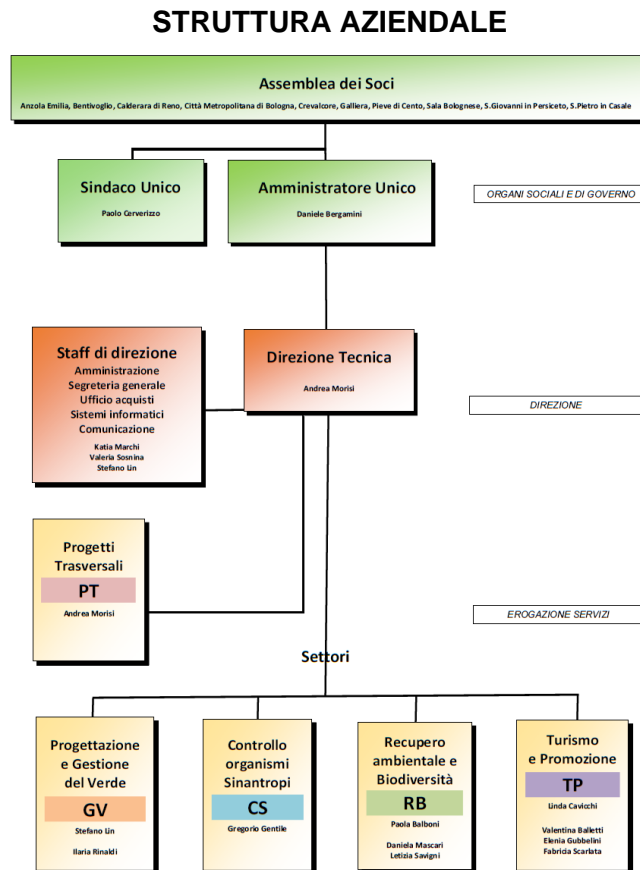 STRUTTURA AZIENDALE
Assemblea dei Soci
Anzola Emilia, Bentivoglio, Calderara di Reno, Città Metropolitana di Bologna, Crevalcore, Galliera, Pieve di Cento, Sala Bolognese, S.Giovanni in Persiceto, S.Pietro in Casale
Sindaco Unico
Paolo Cerverizzo
Amministratore Unico
Daniele Bergamini
ORGANI SOCIALI E DI GOVERNO
Staff di direzione
Amministrazione
Segreteria generale
Ufficio acquisti
Sistemi informatici
Comunicazione
Katia Marchi
Valeria Sosnina
Stefano Lin
Direzione Tecnica
Andrea Morisi
DIREZIONE
Progetti
Trasversali
PT
Andrea Morisi
EROGAZIONE SERVIZI
Settori
Progettazione
e Gestione
del Verde
GV
Stefano Lin
Ilaria Rinaldi
Controllo
organismi
Sinantropi
CS
Gregorio Gentile
Recupero
ambientale e
Biodiversità
RB
Paola Balboni
Daniela Mascari
Letizia Savigni
Turismo
e Promozione
TP
Linda Cavicchi
Valentina Balletti
Elenia Gubbelini
Fabricia Scarlata